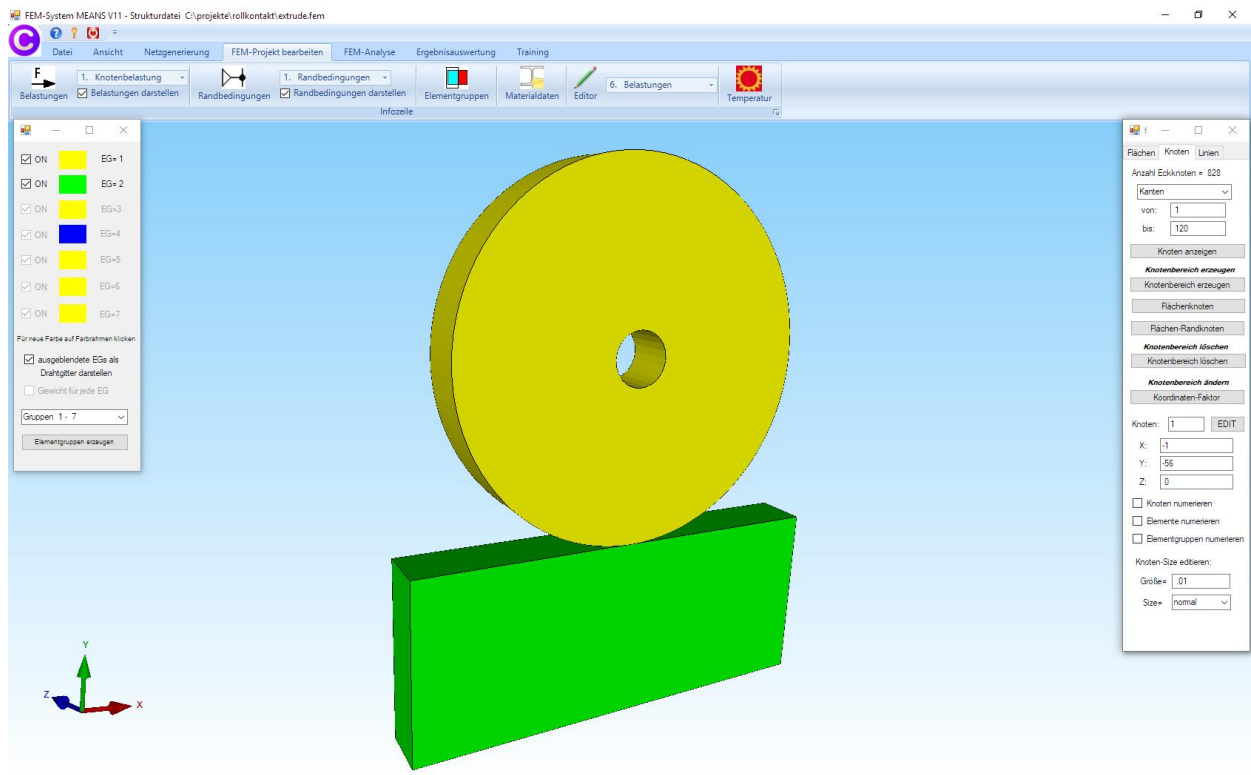 FEM-System MEANS V11 - Strukturdatei C:\projekte\rollkontakt\extrude.fem
C
Datei Ansicht Netzgenerierung FEM-Projekt bearbeiten FEM-Analyse Ergebnisauswertung Training
F
1. Knotenbelastung
Belastungen
Belastungen darstellen
1. Randbedingungen
Randbedingungen
Randbedingungen darstellen
Elementgruppen
Materialdaten
Editor
6. Belastungen
Temperatur
Infozeile
ON EG= 1
ON EG= 2
ON EG=3
ON EG=4
ON EG=5
ON EG=6
ON EG=7
Für neue Farbe auf Farbrahmen klicken
ausgeblendete EGs als
Drahtgitter darstellen
Gewicht für jede EG
Gruppen 1 - 7
Elementgruppen erzeugen
f
Flächen Knoten Linien
Anzahl Eckknoten = 828
Kanten
von: 1
bis: 120
Knoten anzeigen
Knotenbereich erzeugen
Knotenbereich erzeugen
Flächenknoten
Flächen-Randknoten
Knotenbereich löschen
Knotenbereich löschen
Knotenbereich ändern
Koordinaten-Faktor
Knoten: 1 EDIT
X: -1
Y: -56
Z: 0
Knoten numerieren
Elemente numerieren
Elementgruppen numerieren
Knoten-Size editieren:
Größe= .01
Size= normal
Y
Z
X